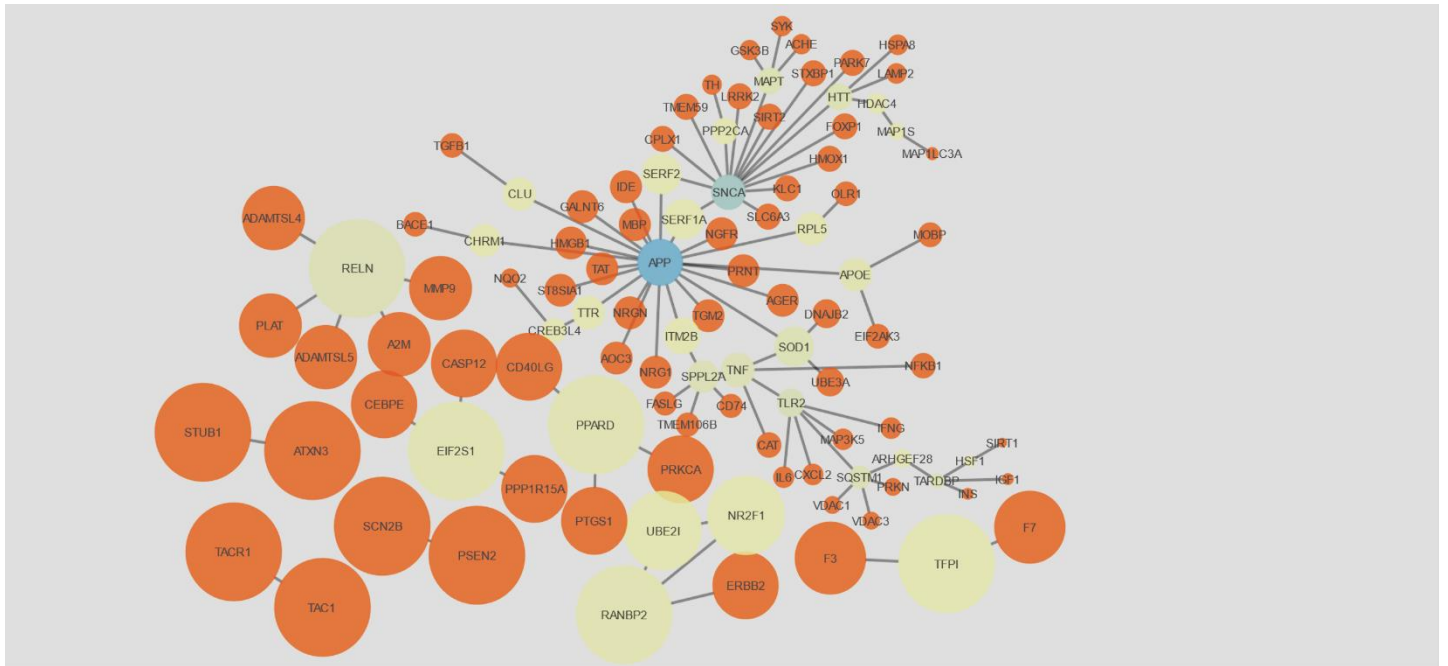 SYK
GSK3B
ACHE
HSPA8
PARK7
STXBP1
LAMP2
MAPT
TH
LRRK2
HTT
HDAC4
TMEM59
SIRT2
FOXP1
PPP2CA
MAP1S
CPLX1
TGFB1
MAP1LC3A
HMOX1
SERF2
IDE
SNCA
KLC1
CLU
OLR1
GALNT6
ADAMTSL4
BACE1
MBP
SERF1A
SLC6A3
RPL5
NGFR
MOBP
CHRM1
HMGB1
RELN
TAT
APP
PRNT
APOE
NQO2
MMP9
ST8SIA1
AGER
TTR
NRGN
TGM2
DNAJB2
PLAT
CREB3L4
ITM2B
EIF2AK3
A2M
SOD1
ADAMTSL5
CASP12
CD40LG
AOC3
NRG1
SPPL2A
TNF
NFKB1
UBE3A
CEBPE
FASLG
CD74
TLR2
PPARD
TMEM106B
IFNG
STUB1
MAP3K5
CAT
SIRT1
ATXN3
EIF2S1
ARHGEF28
HSF1
PRKCA
IL6
CXCL2
SQSTM1
TARDBP
IGF1
PPP1R15A
PRKN
INS
VDAC1
NR2F1
PTGS1
VDAC3
SCN2B
UBE2I
F7
TACR1
PSEN2
F3
TFPI
ERBB2
TAC1
RANBP2